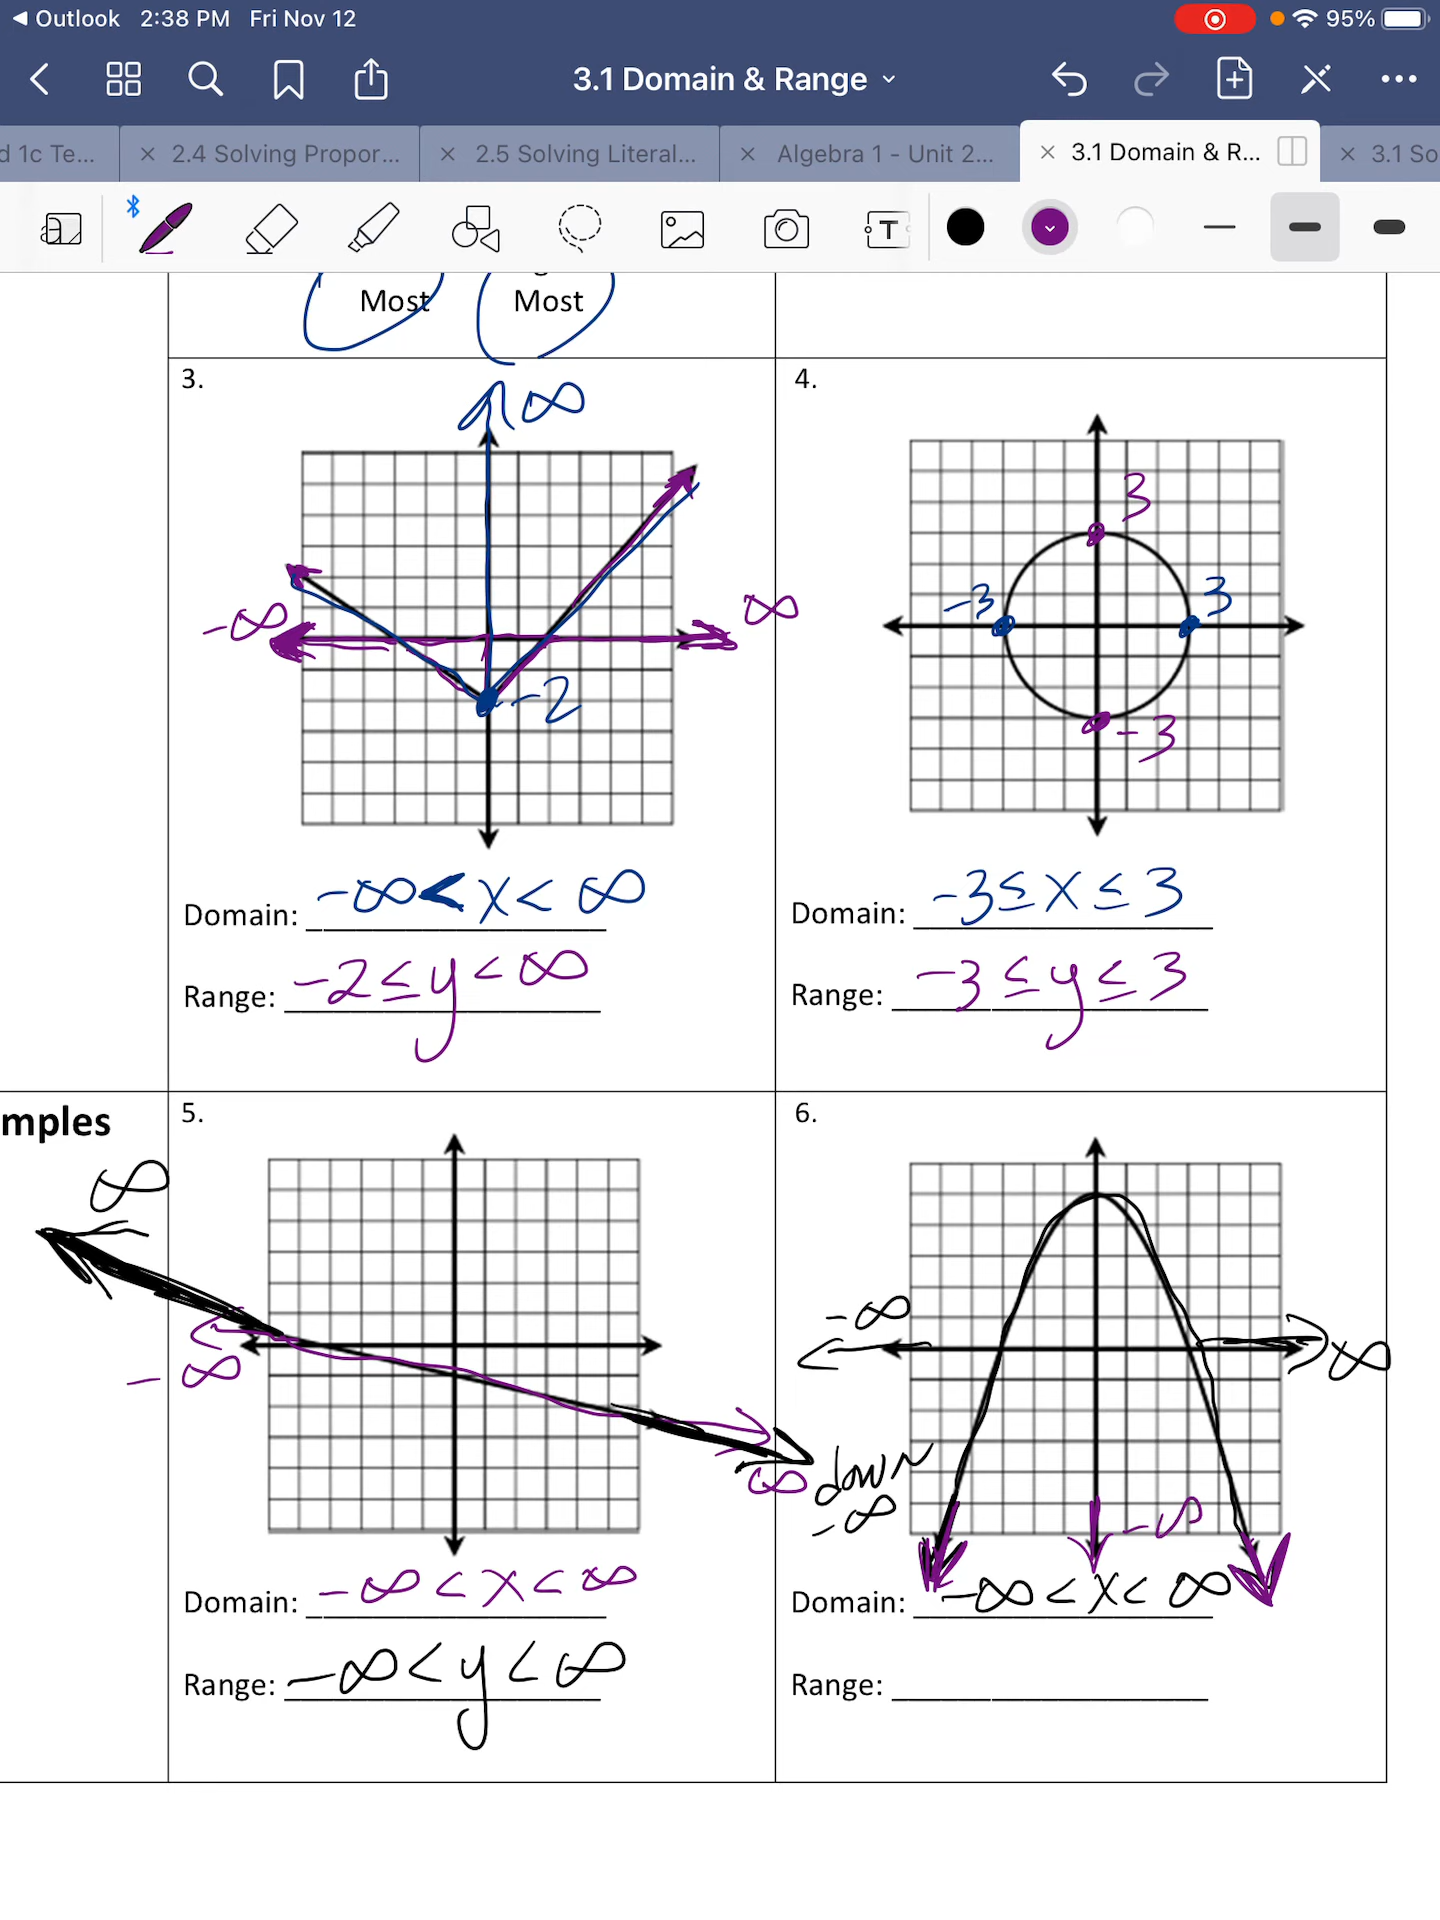 Outlook 2:38 PM Fri Nov 12 95%
3.1 Domain & Range
d 1c Te... × 2.4 Solving Propor... × 2.5 Solving Literal... × Algebra 1 - Unit 2... × 3.1 Domain & R... × 3.1 So
T
Most Most
3.
∞
-∞ ∞
-2
Domain: -∞ < x < ∞
Range: -2 ≤ y < ∞
4.
3
-3 3
-3
Domain: -3 ≤ x ≤ 3
Range: -3 ≤ y ≤ 3
mples
5.
∞
-∞
∞
down
-∞
Domain: -∞ < x < ∞
Range: -∞ < y < ∞
6.
-∞
∞
-∞
Domain: -∞ < x < ∞
Range: